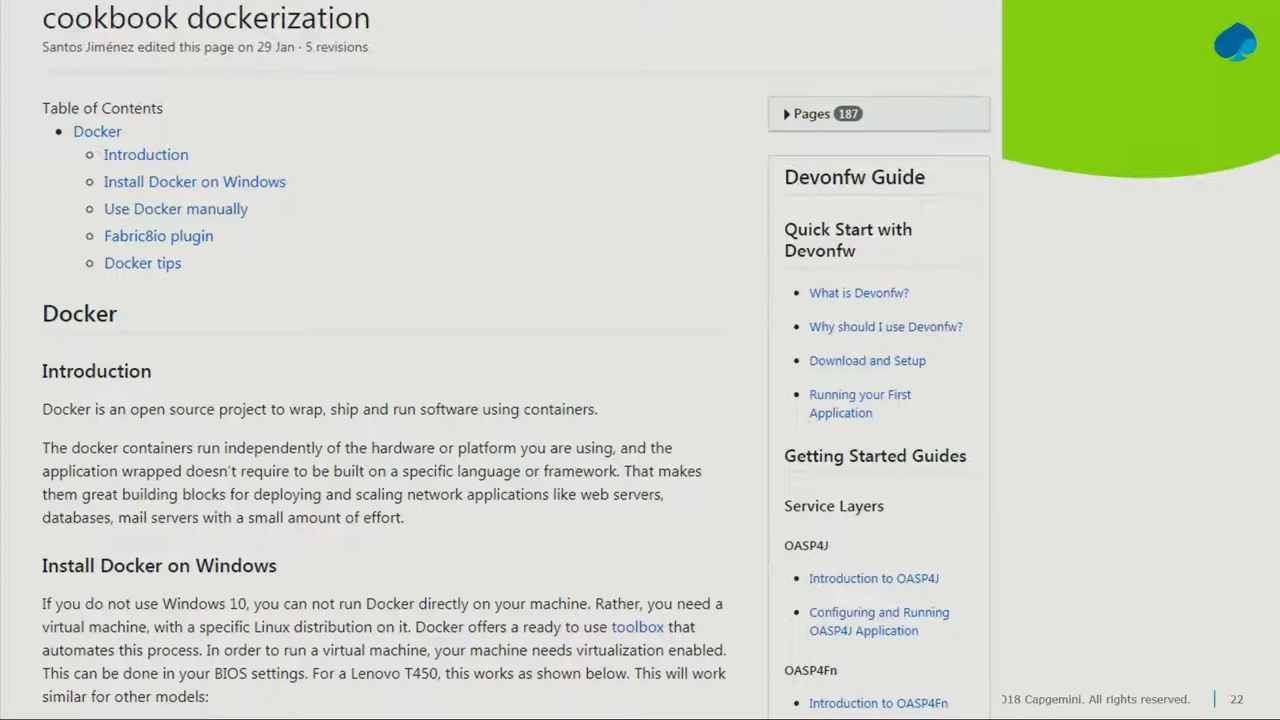 cookbook dockerization
Santos Jiménez edited this page on 29 Jan · 5 revisions
Table of Contents
Docker
Introduction
Install Docker on Windows
Use Docker manually
Fabric8io plugin
Docker tips
Docker
Introduction
Docker is an open source project to wrap, ship and run software using containers.
The docker containers run independently of the hardware or platform you are using, and the
application wrapped doesn't require to be built on a specific language or framework. That makes
them great building blocks for deploying and scaling network applications like web servers,
databases, mail servers with a small amount of effort.
Install Docker on Windows
If you do not use Windows 10, you can not run Docker directly on your machine. Rather, you need a
virtual machine, with a specific Linux distribution on it. Docker offers a ready to use toolbox that
automates this process. In order to run a virtual machine, your machine needs virtualization enabled.
This can be done in your BIOS settings. For a Lenovo T450, this works as shown below. This will work
similar for other models:
Pages 187
Devonfw Guide
Quick Start with
Devonfw
What is Devonfw?
Why should I use Devonfw?
Download and Setup
Running your First
Application
Getting Started Guides
Service Layers
OASP4J
Introduction to OASP4J
Configuring and Running
OASP4J Application
OASP4Fn
Introduction to OASP4Fn
018 Capgemini. All rights reserved.
22